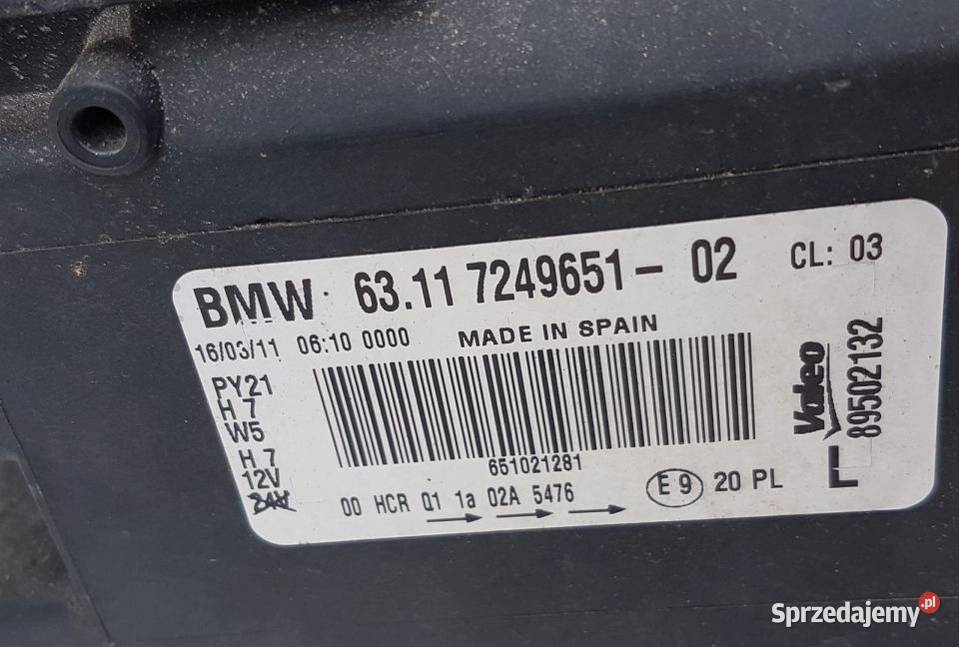 BMW 63.11 7249651- 02 CL: 03
16/03/11 06:10 0000 MADE IN SPAIN
PY21
H 7
W5
H 7
12V
24V
651021281
00 HCR 01 1a 02A 5476
E 9 20 PL
Valeo
89502132
L
Sprzedajemy.pl